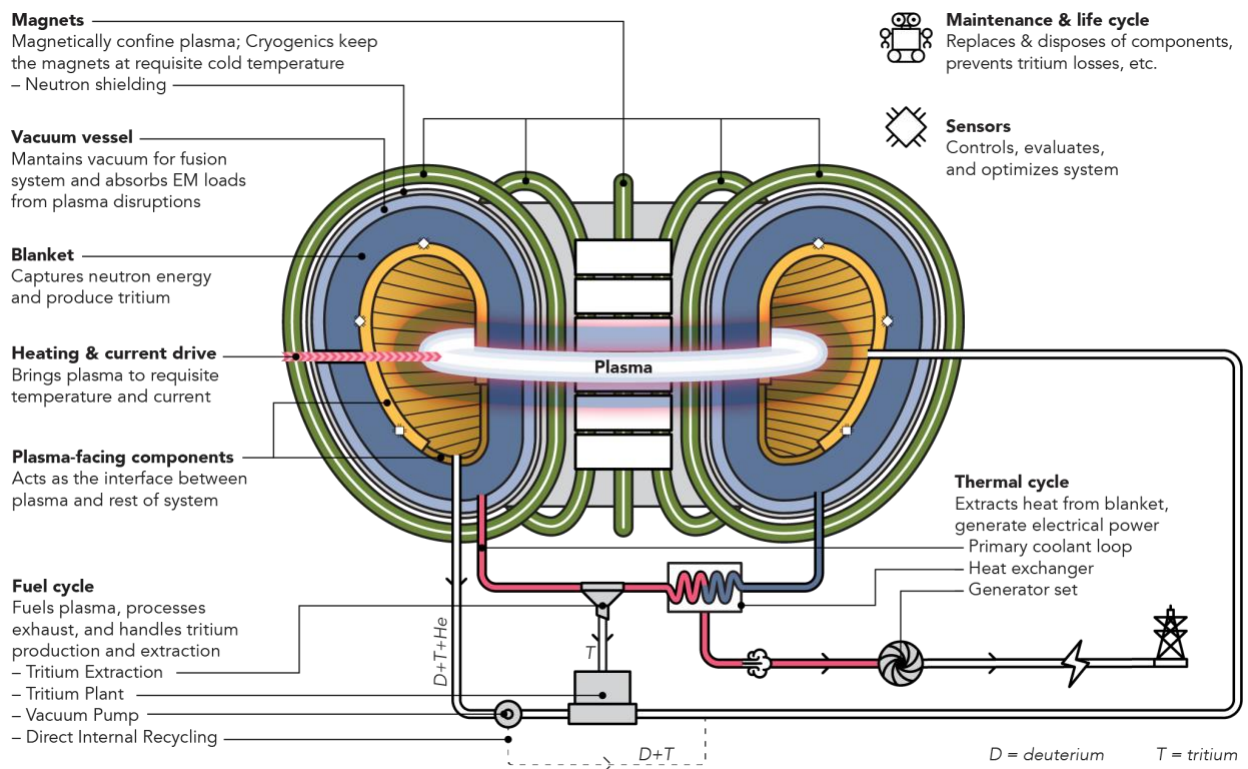 Magnets
Magnetically confine plasma; Cryogenics keep
the magnets at requisite cold temperature
– Neutron shielding
Vacuum vessel
Mantains vacuum for fusion
system and absorbs EM loads
from plasma disruptions
Blanket
Captures neutron energy
and produce tritium
Heating & current drive
Brings plasma to requisite
temperature and current
Plasma-facing components
Acts as the interface between
plasma and rest of system
Fuel cycle
Fuels plasma, processes
exhaust, and handles tritium
production and extraction
– Tritium Extraction
– Tritium Plant
– Vacuum Pump
– Direct Internal Recycling
Maintenance & life cycle
Replaces & disposes of components,
prevents tritium losses, etc.
Sensors
Controls, evaluates,
and optimizes system
Plasma
Thermal cycle
Extracts heat from blanket,
generate electrical power
– Primary coolant loop
– Heat exchanger
– Generator set
D+T+He
T
D+T
D = deuterium
T = tritium